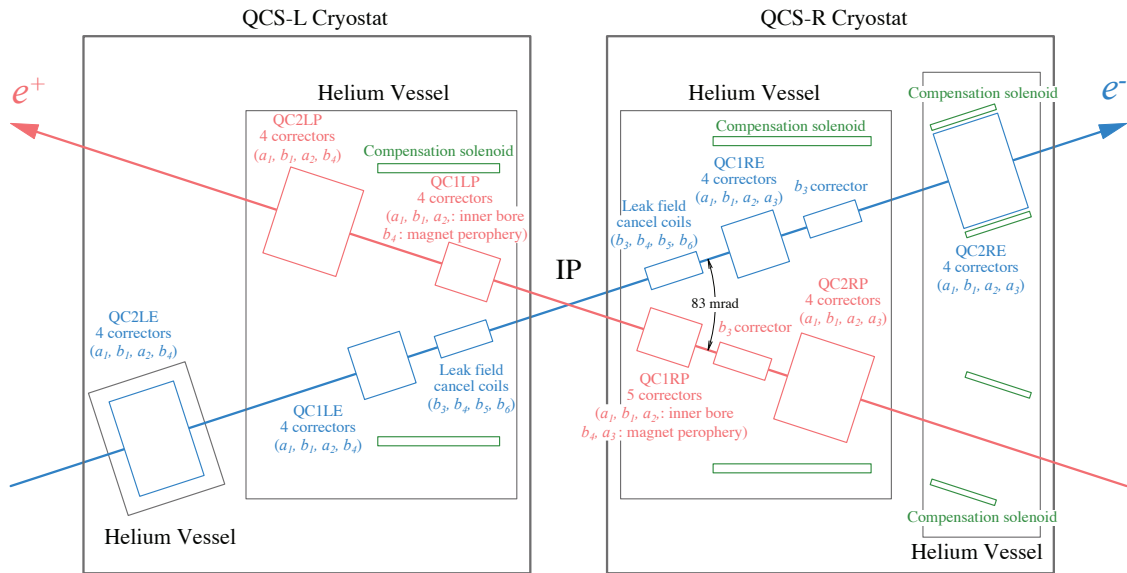 QCS-L Cryostat
QCS-R Cryostat
e+
Helium Vessel
QC2LP
4 correctors
(a1, b1, a2, b4)
Compensation solenoid
QC1LP
4 correctors
(a1, b1, a2,: inner bore
b4: magnet perophery)
QC2LE
4 correctors
(a1, b1, a2, b4)
Helium Vessel
QC1LE
4 correctors
(a1, b1, a2, b4)
Leak field
cancel coils
(b3, b4, b5, b6)
IP
Helium Vessel
Compensation solenoid
QC1RE
4 correctors
(a1, b1, a2, a3)
b3 corrector
Leak field
cancel coils
(b3, b4, b5, b6)
83 mrad
QC2RP
4 correctors
(a1, b1, a2, a3)
b3 corrector
QC1RP
5 correctors
(a1, b1, a2,: inner bore
b4, a3: magnet perophery)
Compensation solenoid
e-
QC2RE
4 correctors
(a1, b1, a2, a3)
Compensation solenoid
Helium Vessel